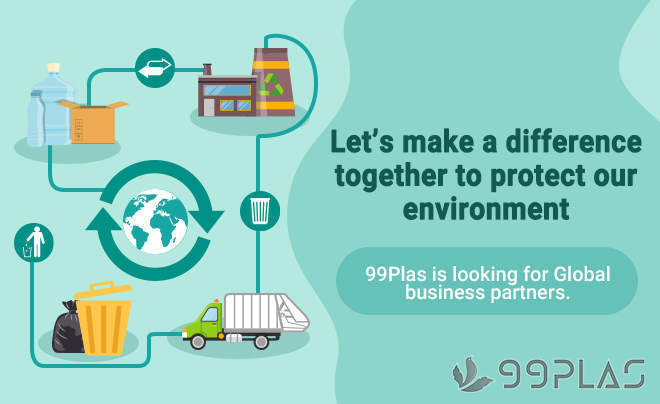 Let's make a difference
together to protect our
environment
99Plas is looking for Global
business partners.
99PLAS